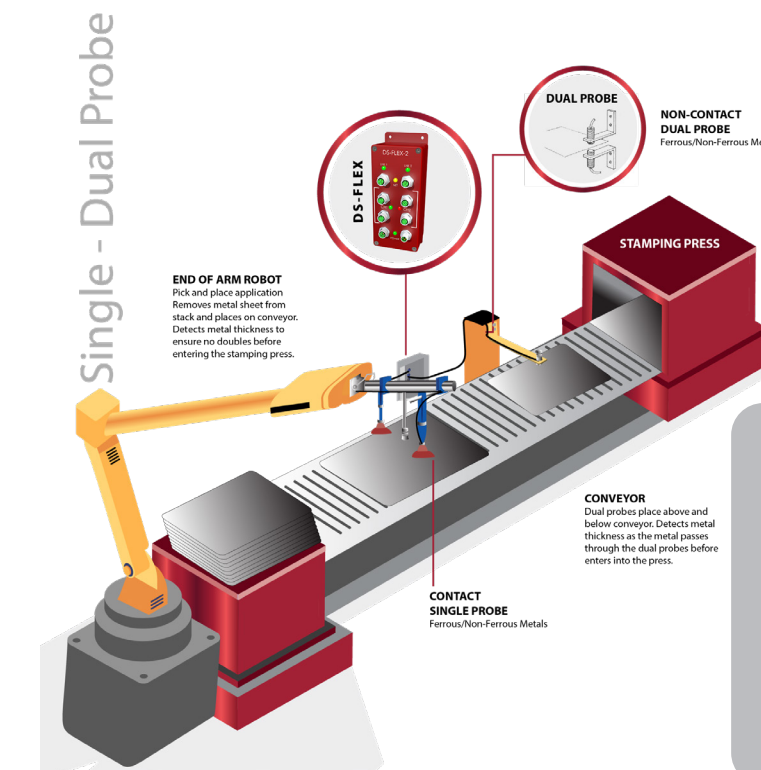 Single - Dual Probe
DUAL PROBE
NON-CONTACT
DUAL PROBE
Ferrous/Non-Ferrous Me
DS-FLEX
DS-FLEX-2
STAMPING PRESS
END OF ARM ROBOT
Pick and place application
Removes metal sheet from
stack and places on conveyor.
Detects metal thickness to
ensure no doubles before
entering the stamping press.
CONVEYOR
Dual probes place above and
below conveyor. Detects metal
thickness as the metal passes
through the dual probes before
enters into the press.
CONTACT
SINGLE PROBE
Ferrous/Non-Ferrous Metals